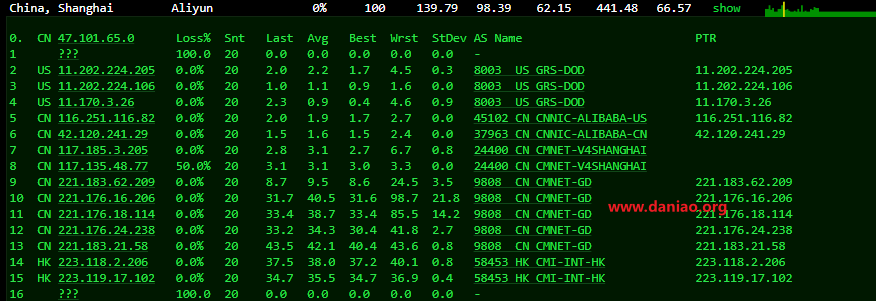 China, Shanghai Aliyun 0% 100 139.79 98.39 62.15 441.48 66.57 show
0. CN 47.101.65.0 Loss% Snt Last Avg Best Wrst StDev AS Name PTR
1 ??? 100.0 20 0.0 0.0 0.0 0.0 0.0 -
2 US 11.202.224.205 0.0% 20 2.0 2.2 1.7 4.5 0.3 8003 US GRS-DOD 11.202.224.205
3 US 11.202.224.106 0.0% 20 1.0 1.1 0.9 1.6 0.0 8003 US GRS-DOD 11.202.224.106
4 US 11.170.3.26 0.0% 20 2.3 0.9 0.4 4.6 0.9 8003 US GRS-DOD 11.170.3.26
5 CN 116.251.116.82 0.0% 20 2.0 1.9 1.7 2.7 0.0 45102 CN CNNIC-ALIBABA-US 116.251.116.82
6 CN 42.120.241.29 0.0% 20 1.5 1.6 1.5 2.4 0.0 37963 CN CNNIC-ALIBABA-CN 42.120.241.29
7 CN 117.185.3.205 0.0% 20 2.8 3.1 2.7 6.7 0.8 24400 CN CMNET-V4SHANGHAI
8 CN 117.135.48.77 50.0% 20 3.1 3.1 3.0 3.3 0.0 24400 CN CMNET-V4SHANGHAI
9 CN 221.183.62.209 0.0% 20 8.7 9.5 8.6 24.5 3.5 9808 CN CMNET-GD 221.183.62.209
10 CN 221.176.16.206 0.0% 20 31.7 40.5 31.6 98.7 21.8 9808 CN CMNET-GD 221.176.16.206
www.daniao.org
11 CN 221.176.18.114 0.0% 20 33.4 38.7 33.4 85.5 14.2 9808 CN CMNET-GD 221.176.18.114
12 CN 221.176.24.238 0.0% 20 33.2 34.3 30.4 41.8 2.7 9808 CN CMNET-GD 221.176.24.238
13 CN 221.183.21.58 0.0% 20 43.5 42.1 40.4 43.6 0.8 9808 CN CMNET-GD 221.183.21.58
14 HK 223.118.2.206 0.0% 20 37.5 38.0 37.2 40.1 0.8 58453 HK CMI-INT-HK 223.118.2.206
15 HK 223.119.17.102 0.0% 20 34.7 35.5 34.7 36.9 0.4 58453 HK CMI-INT-HK 223.119.17.102
16 ??? 100.0 20 0.0 0.0 0.0 0.0 0.0 -